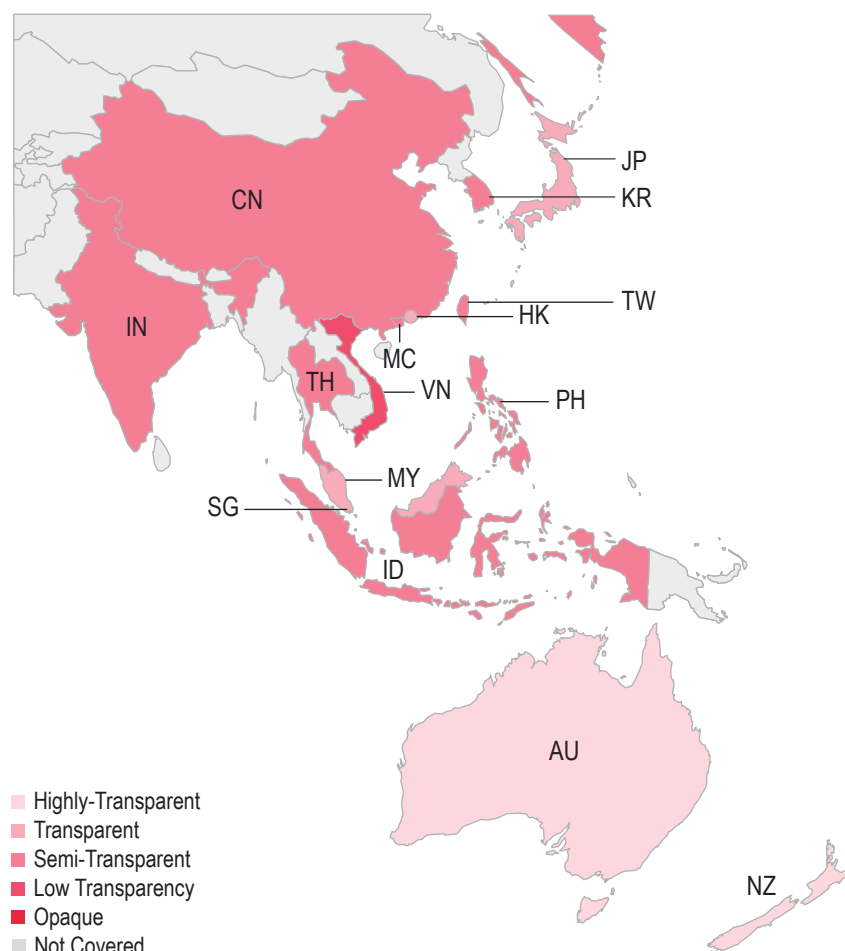 JP
KR
CN
TW
HK
IN
MC
TH
VN
PH
MY
SG
ID
AU
Highly-Transparent
Transparent
Semi-Transparent
Low Transparency
NZ
Opaque
Not Covered